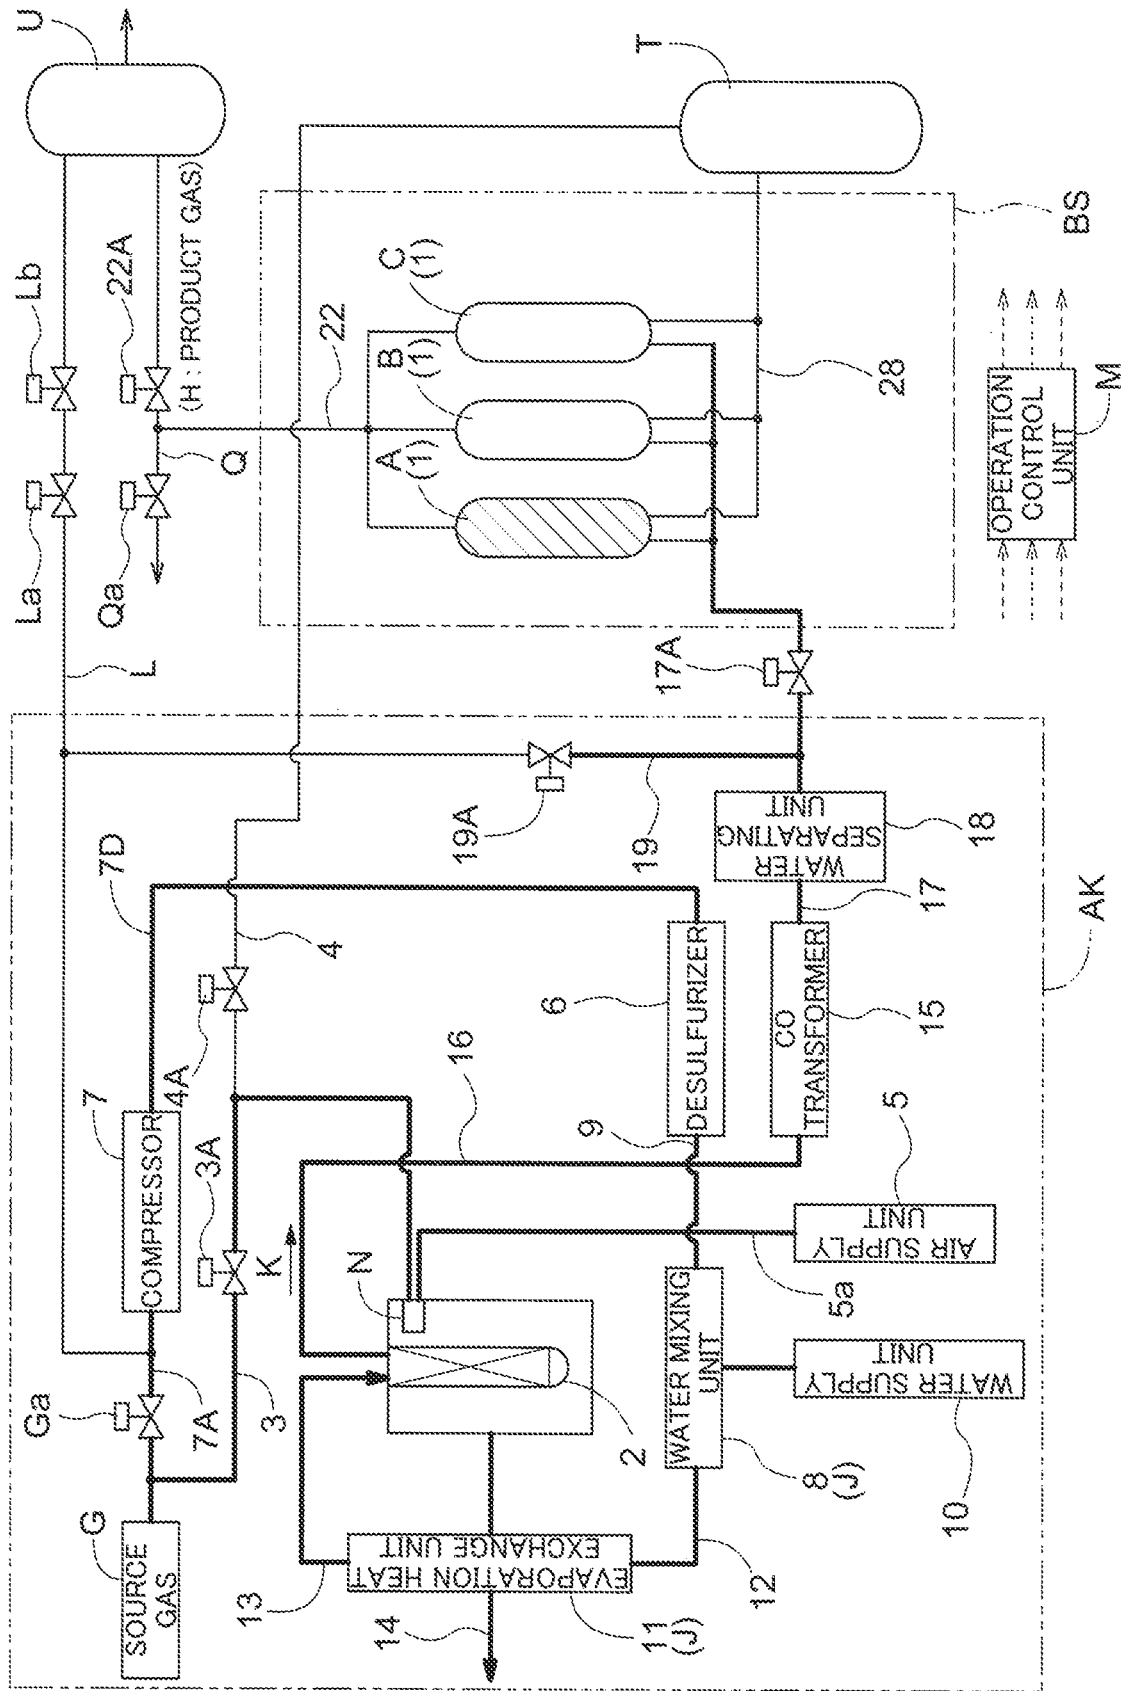 U
Lb
22A
(H : PRODUCT GAS)
La
Qa
Q
L
T
22
C
(1)
B
(1)
A
(1)
28
BS
OPERATION
CONTROL
UNIT
M
17A
19A
19
WATER
SEPARATING
UNIT
18
17
7D
4
4A
DESULFURIZER
6
CO
TRANSFORMER
15
AK
16
9
COMPRESSOR
7
3A
K
N
5
AIR SUPPLY
UNIT
5a
Ga
7A
3
2
WATER MIXING
UNIT
8
(J)
WATER SUPPLY
UNIT
10
G
SOURCE
GAS
13
14
EVAPORATION HEAT
EXCHANGE UNIT
11
(J)
12